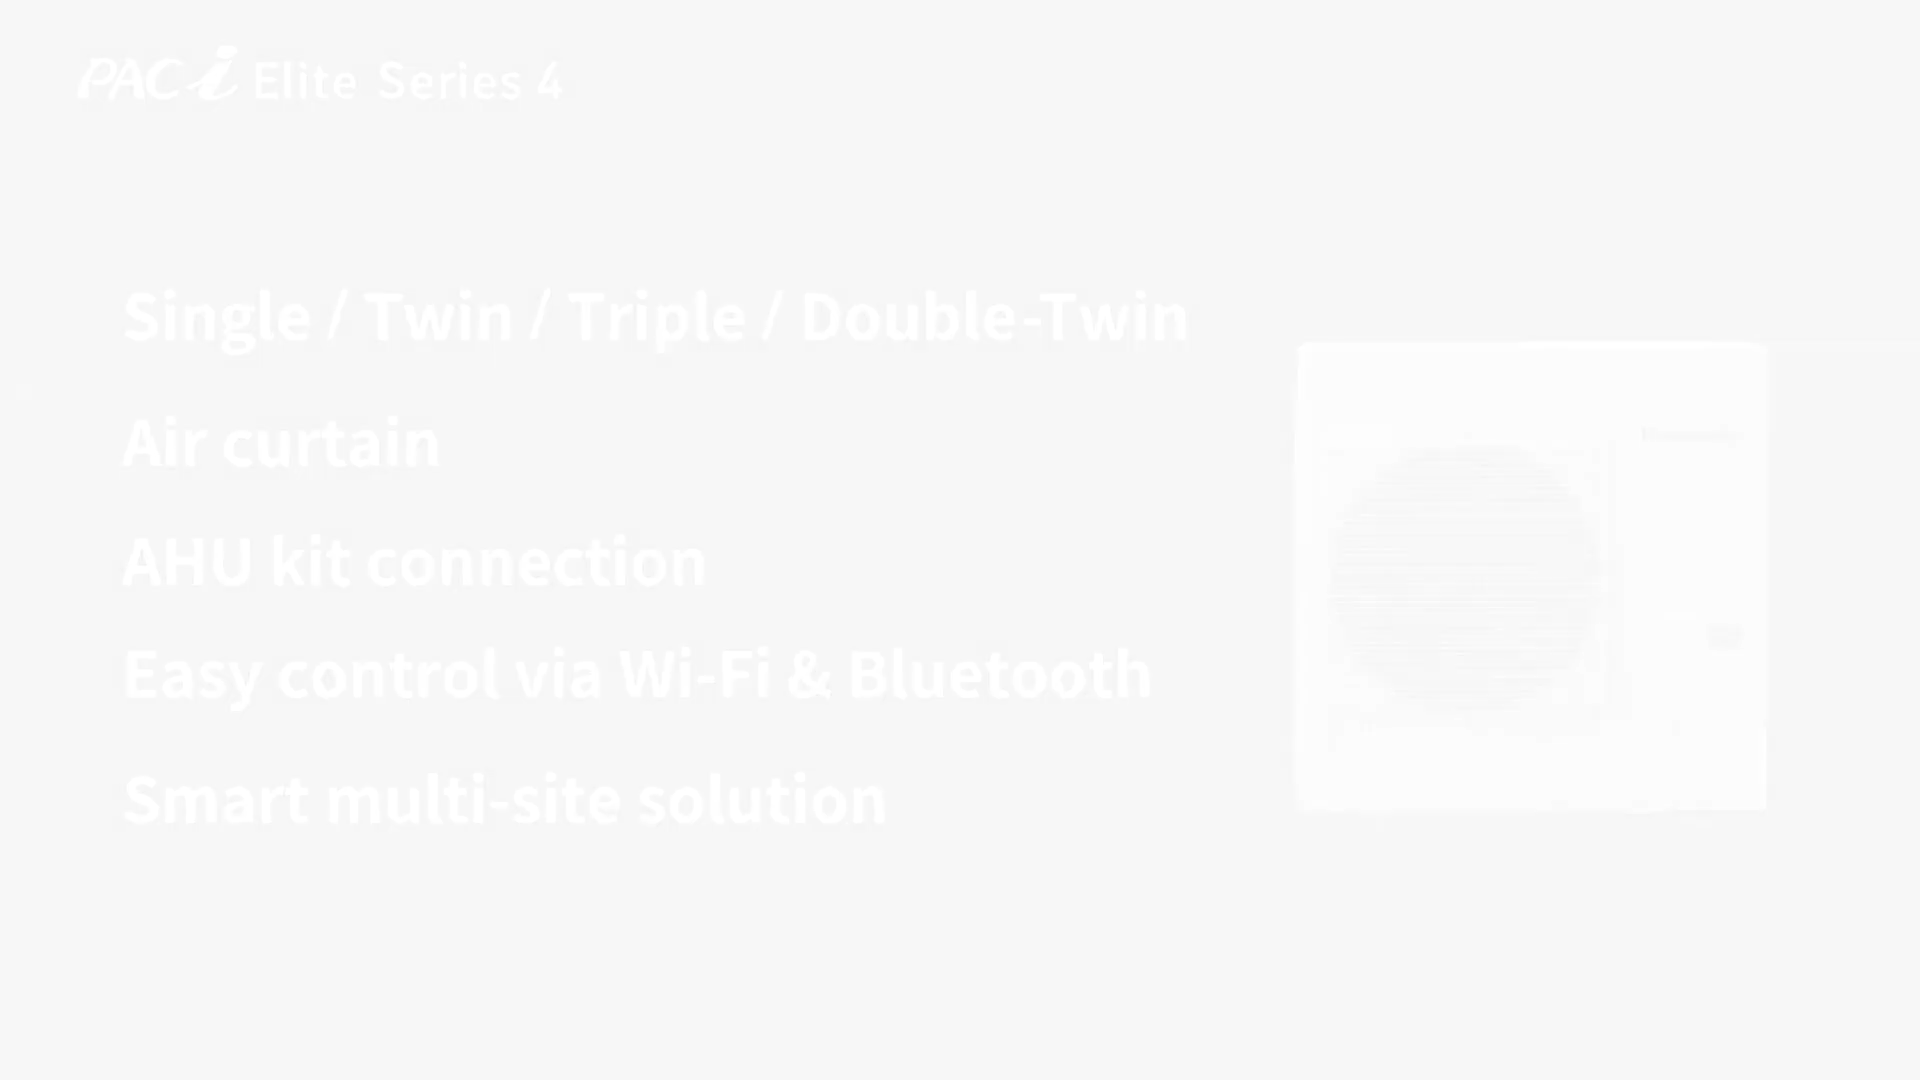 PACi Elite Series 4
Single / Twin / Triple / Double-Twin
Air curtain
AHU kit connection
Easy control via Wi-Fi & Bluetooth
Smart multi-site solution